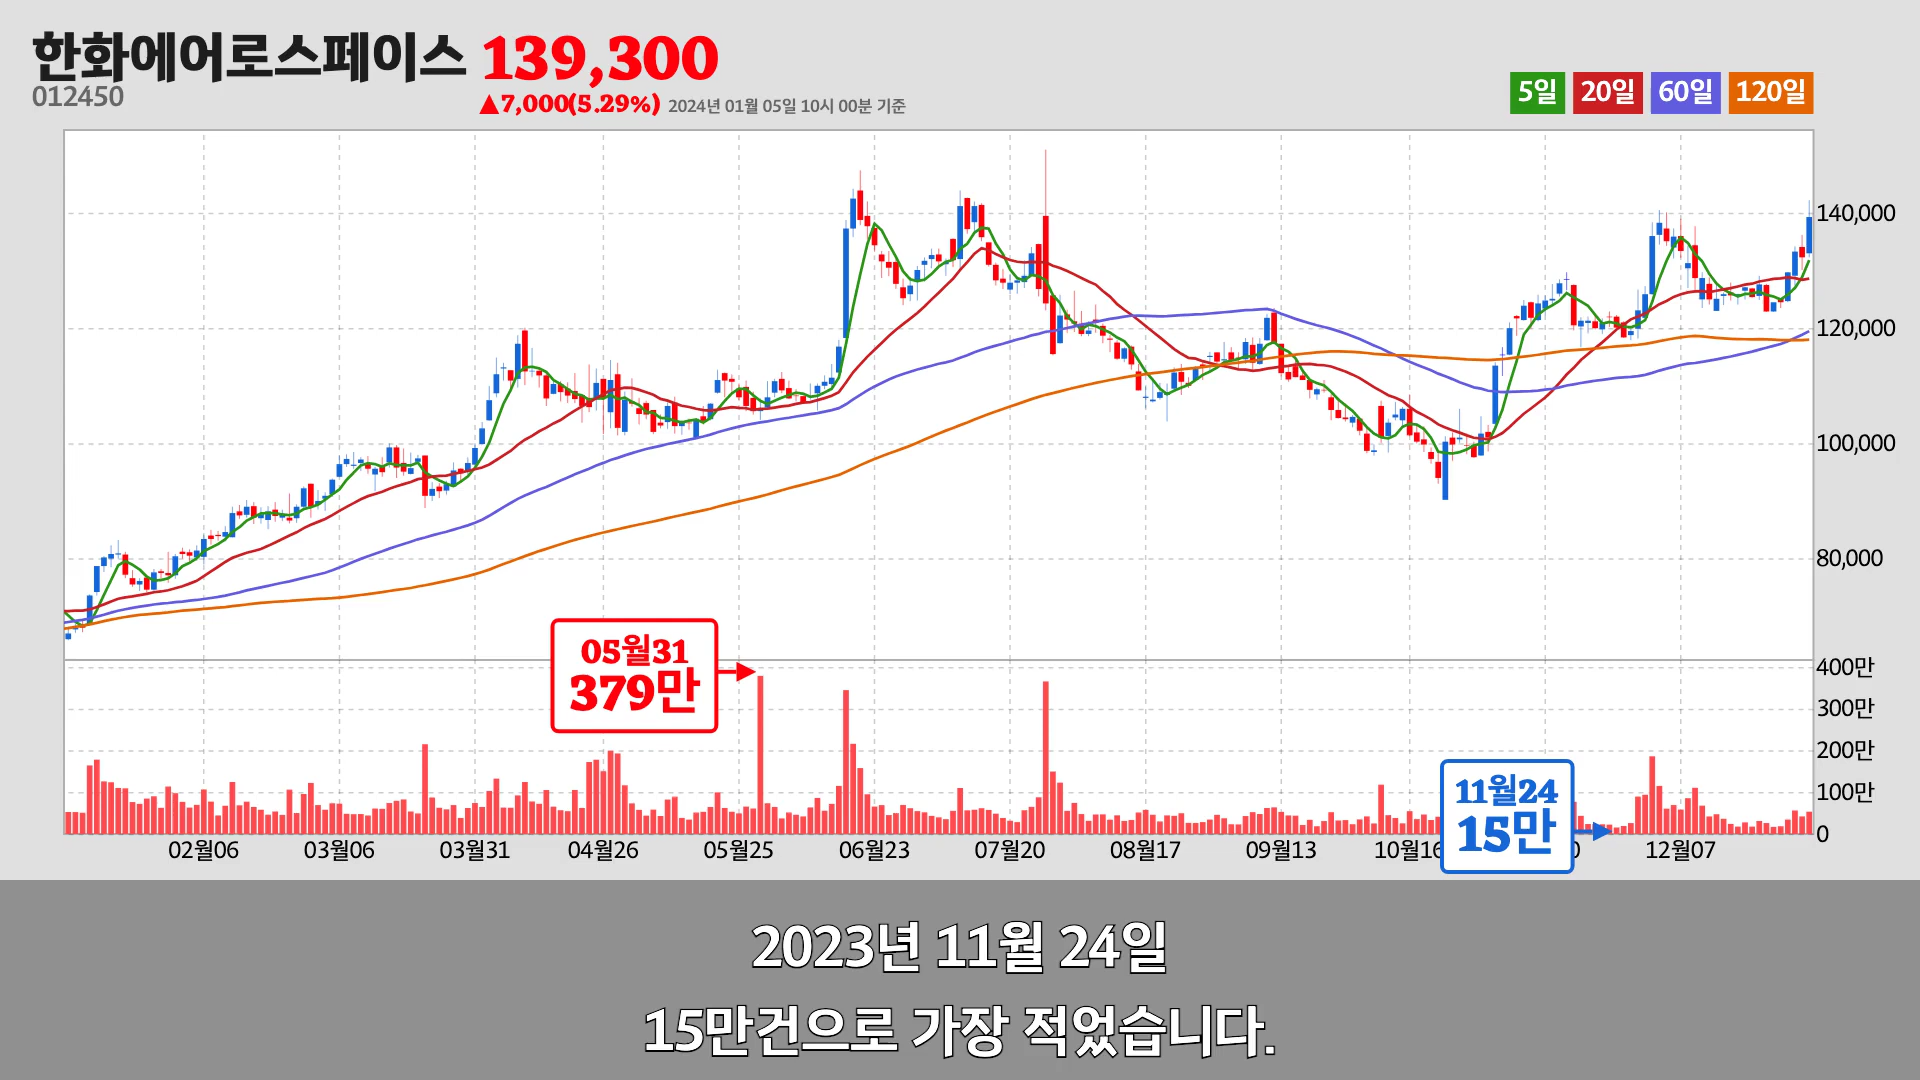 한화에어로스페이스 139,300
012450
▲7,000(5.29%) 2024년 01월 05일 10시 00분 기준
5일 20일 60일 120일
140,000
120,000
100,000
80,000
05월31
379만
400만
300만
200만
100만
0
11월24
15만
02월06 03월06 03월31 04월26 05월25 06월23 07월20 08월17 09월13 10월16 12월07
2023년 11월 24일
15만건으로 가장 적었습니다.